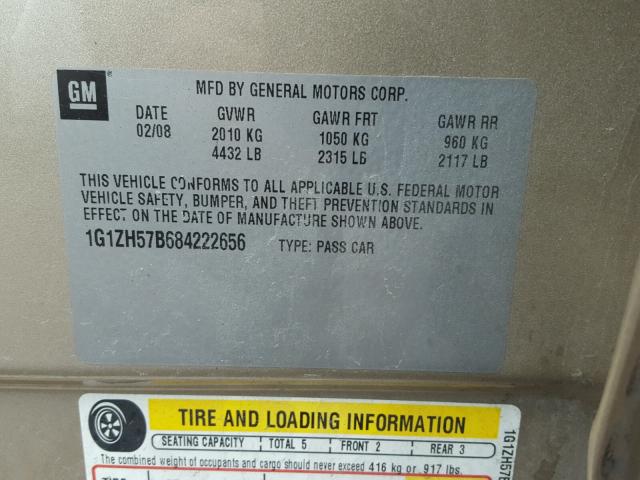 GM
MFD BY GENERAL MOTORS CORP.
DATE GVWR GAWR FRT GAWR RR
02/08 2010 KG 1050 KG 960 KG
4432 LB 2315 LB 2117 LB
THIS VEHICLE CONFORMS TO ALL APPLICABLE U.S. FEDERAL MOTOR
VEHICLE SAFETY, BUMPER, AND THEFT PREVENTION STANDARDS IN
EFFECT ON THE DATE OF MANUFACTURE SHOWN ABOVE.
1G1ZH57B684222656 TYPE: PASS CAR
TIRE AND LOADING INFORMATION
SEATING CAPACITY TOTAL 5 FRONT 2 REAR 3
The combined weight of occupants and cargo should never exceed 416 kg or 917 lbs.
TIRE
1G1ZH57B